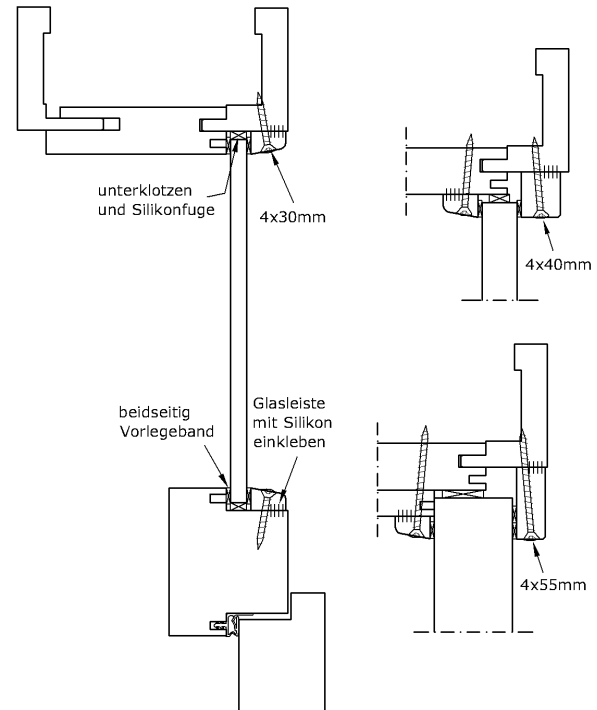 unterklotzen
und Silikonfuge
4x30mm
4x40mm
beidseitig
Vorlegeband
Glasleiste
mit Silikon
einkleben
4x55mm